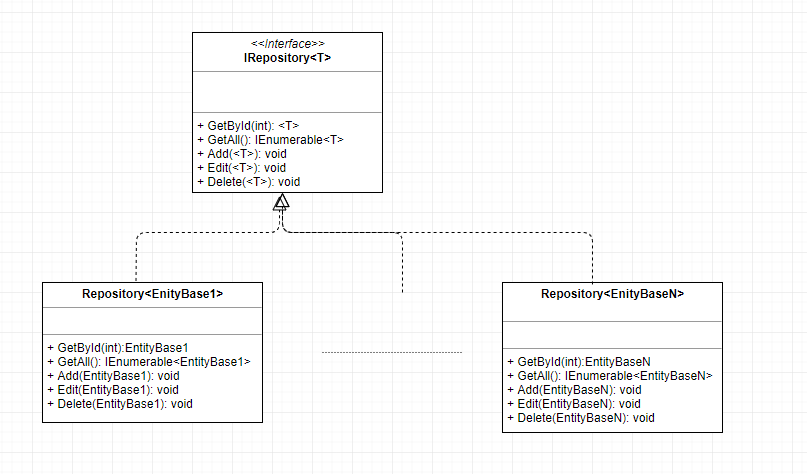 <<Interface>>
IRepository<T>
+ GetById(int): <T>
+ GetAll(): IEnumerable<T>
+ Add(<T>): void
+ Edit(<T>): void
+ Delete(<T>): void
Repository<EnityBase1>
+ GetById(int):EntityBase1
+ GetAll(): IEnumerable<EntityBase1>
+ Add(EntityBase1): void
+ Edit(EntityBase1): void
+ Delete(EntityBase1): void
Repository<EnityBaseN>
+ GetById(int):EntityBaseN
+ GetAll(): IEnumerable<EntityBaseN>
+ Add(EntityBaseN): void
+ Edit(EntityBaseN): void
+ Delete(EntityBaseN): void